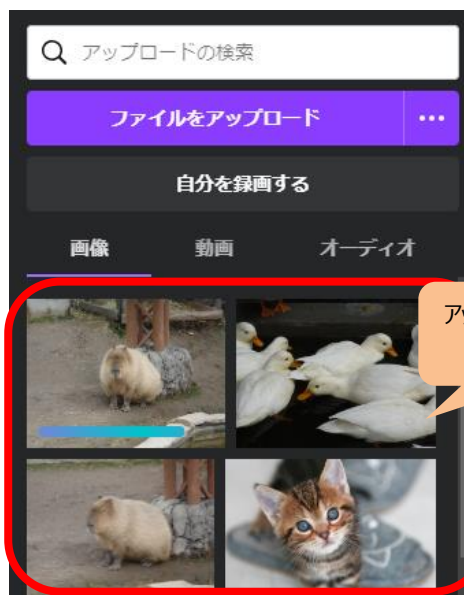 アップロードの検索
ファイルをアップロード
自分を録画する
画像 動画 オーディオ